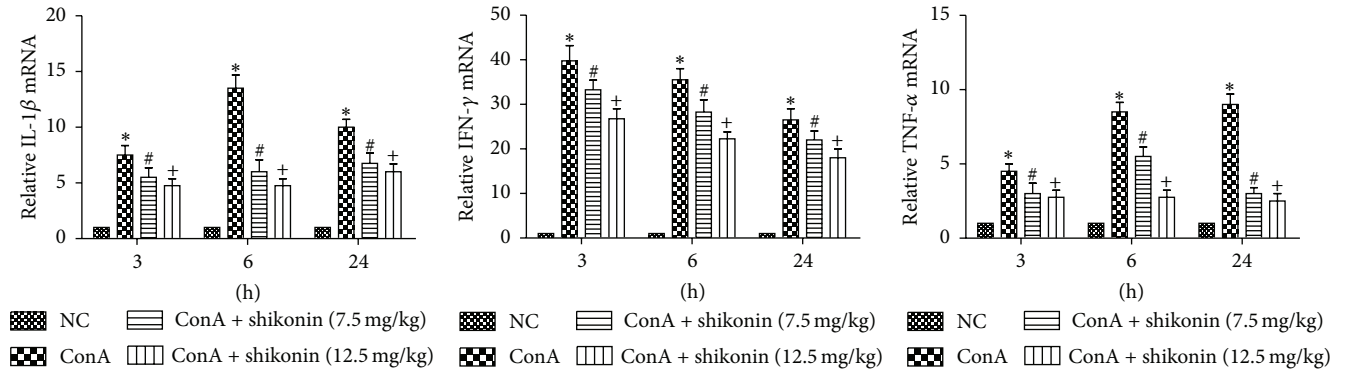 Relative IL-1β mRNA
20
15
10
5
0
* # +
* # +
* # +
3 6 24
(h)
NC ConA + shikonin (7.5 mg/kg)
ConA ConA + shikonin (12.5 mg/kg)
Relative IFN-γ mRNA
50
40
30
20
10
0
* # +
* # +
* # +
3 6 24
(h)
NC ConA + shikonin (7.5 mg/kg)
ConA ConA + shikonin (12.5 mg/kg)
Relative TNF-α mRNA
15
10
5
0
* # +
* # +
* # +
3 6 24
(h)
NC ConA + shikonin (7.5 mg/kg)
ConA ConA + shikonin (12.5 mg/kg)